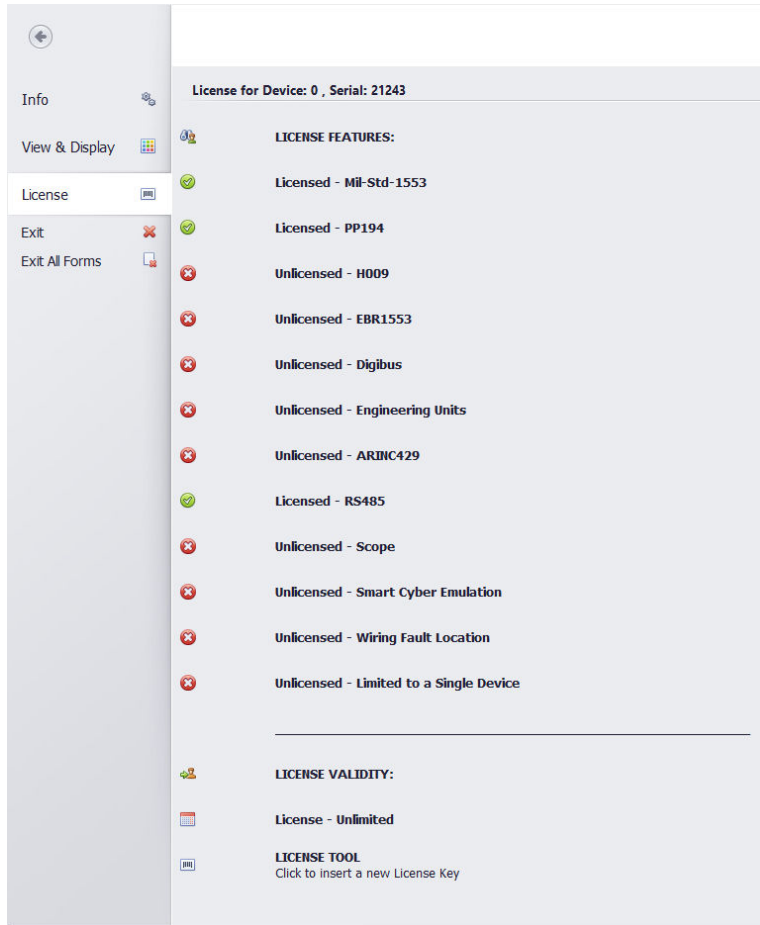 Info
View & Display
License
Exit
Exit All Forms
License for Device: 0 , Serial: 21243
LICENSE FEATURES:
Licensed - Mil-Std-1553
Licensed - PP194
Unlicensed - H009
Unlicensed - EBR1553
Unlicensed - Digibus
Unlicensed - Engineering Units
Unlicensed - ARINC429
Licensed - RS485
Unlicensed - Scope
Unlicensed - Smart Cyber Emulation
Unlicensed - Wiring Fault Location
Unlicensed - Limited to a Single Device
LICENSE VALIDITY:
License - Unlimited
LICENSE TOOL
Click to insert a new License Key